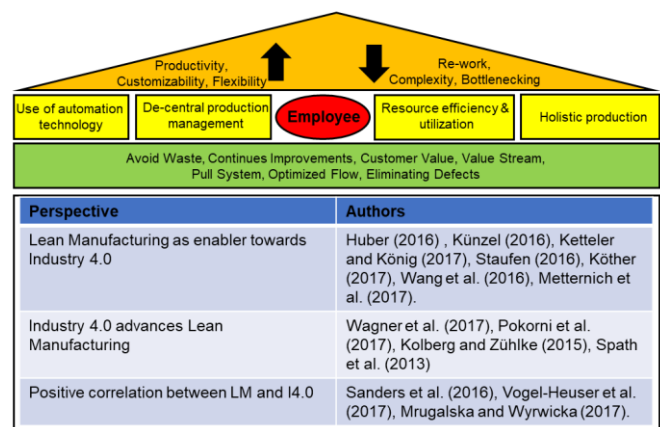 Productivity,
Customizability, Flexibility
Re-work,
Complexity, Bottlenecking
Use of automation
technology
De-central production
management
Employee
Resource efficiency &
utilization
Holistic production
Avoid Waste, Continues Improvements, Customer Value, Value Stream,
Pull System, Optimized Flow, Eliminating Defects
Perspective
Authors
Lean Manufacturing as enabler towards
Industry 4.0
Huber (2016) , Künzel (2016), Ketteler
and König (2017), Staufen (2016), Köther
(2017), Wang et al. (2016), Metternich et
al. (2017).
Industry 4.0 advances Lean
Manufacturing
Wagner et al. (2017), Pokorni et al.
(2017), Kolberg and Zühlke (2015), Spath
et al. (2013)
Positive correlation between LM and I4.0
Sanders et al. (2016), Vogel-Heuser et al.
(2017), Mrugalska and Wyrwicka (2017).